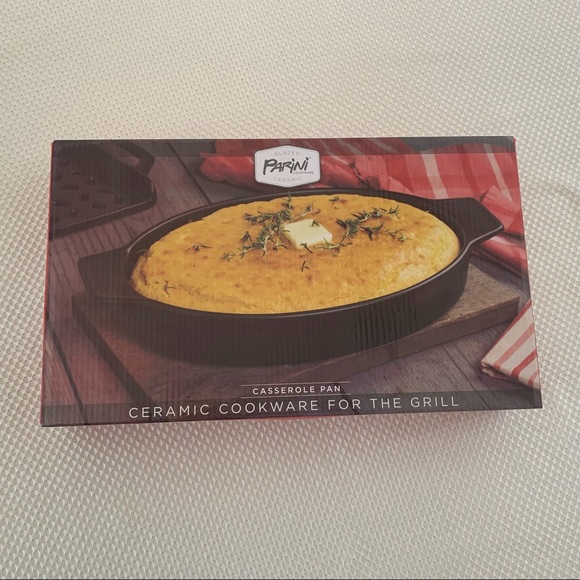 GLAZED
PARINI
COOKWARE
CERAMIC
CASSEROLE PAN
CERAMIC COOKWARE FOR THE GRILL